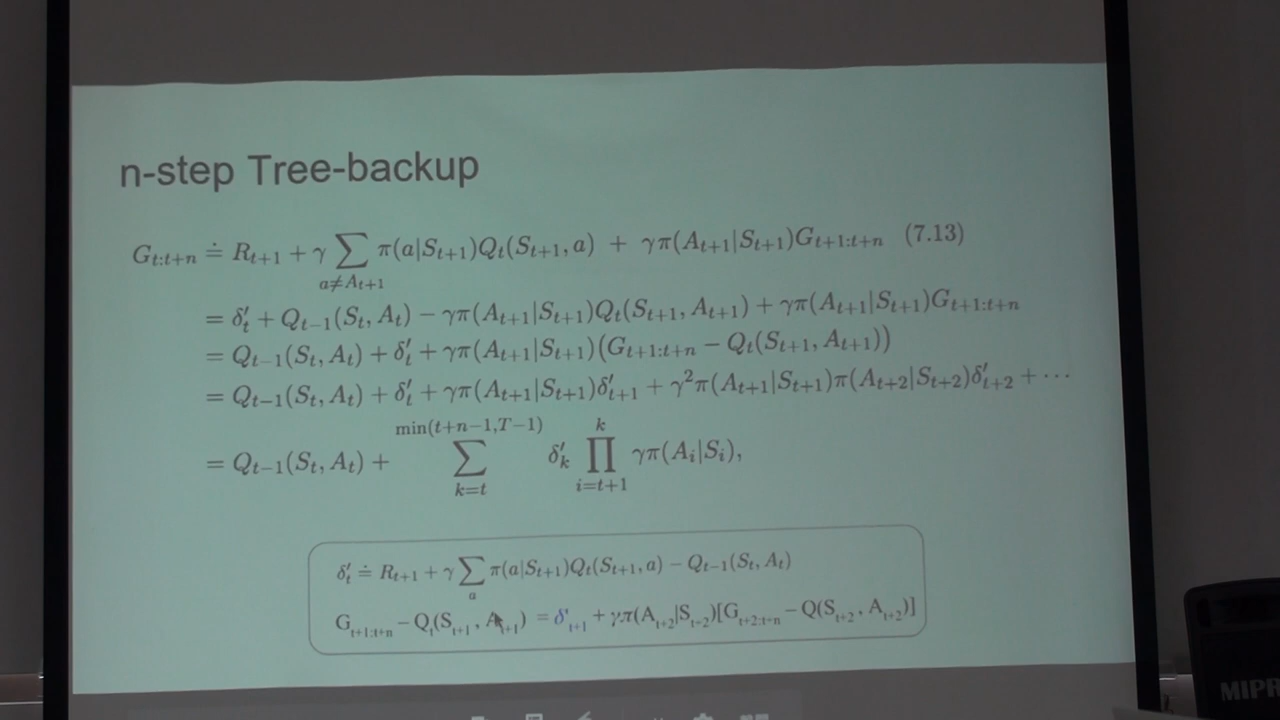 n-step Tree-backup
G_{t:t+n} ≐ R_{t+1} + γ ∑_{a≠A_{t+1}} π(a|S_{t+1})Q_t(S_{t+1}, a) + γπ(A_{t+1}|S_{t+1})G_{t+1:t+n} (7.13)
= δ′_t + Q_{t−1}(S_t, A_t) − γπ(A_{t+1}|S_{t+1})Q_t(S_{t+1}, A_{t+1}) + γπ(A_{t+1}|S_{t+1})G_{t+1:t+n}
= Q_{t−1}(S_t, A_t) + δ′_t + γπ(A_{t+1}|S_{t+1})(G_{t+1:t+n} − Q_t(S_{t+1}, A_{t+1}))
= Q_{t−1}(S_t, A_t) + δ′_t + γπ(A_{t+1}|S_{t+1})δ′_{t+1} + γ²π(A_{t+1}|S_{t+1})π(A_{t+2}|S_{t+2})δ′_{t+2} + ⋯
= Q_{t−1}(S_t, A_t) + ∑_{k=t}^{min(t+n−1,T−1)} δ′_k ∏_{i=t+1}^{k} γπ(A_i|S_i),
δ′_t ≐ R_{t+1} + γ ∑_a π(a|S_{t+1})Q_t(S_{t+1}, a) − Q_{t−1}(S_t, A_t)
G_{t+1:t+n} − Q_t(S_{t+1}, A_{t+1}) = δ'_{t+1} + γπ(A_{t+2}|S_{t+2})[G_{t+2:t+n} − Q(S_{t+2}, A_{t+2})]